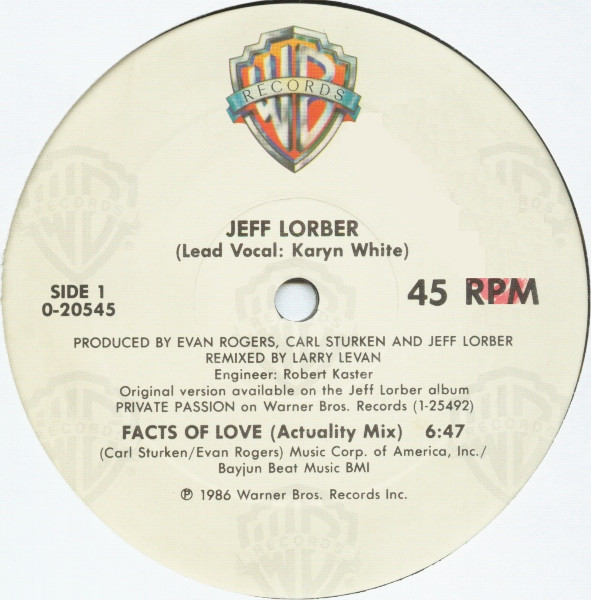 RECORDS
JEFF LORBER
(Lead Vocal: Karyn White)
SIDE 1
0-20545
45 RPM
PRODUCED BY EVAN ROGERS, CARL STURKEN AND JEFF LORBER
REMIXED BY LARRY LEVAN
Engineer: Robert Kaster
Original version available on the Jeff Lorber album
PRIVATE PASSION on Warner Bros. Records (1-25492)
FACTS OF LOVE (Actuality Mix) 6:47
(Carl Sturken/Evan Rogers) Music Corp. of America, Inc./
Bayjun Beat Music BMI
℗ 1986 Warner Bros. Records Inc.